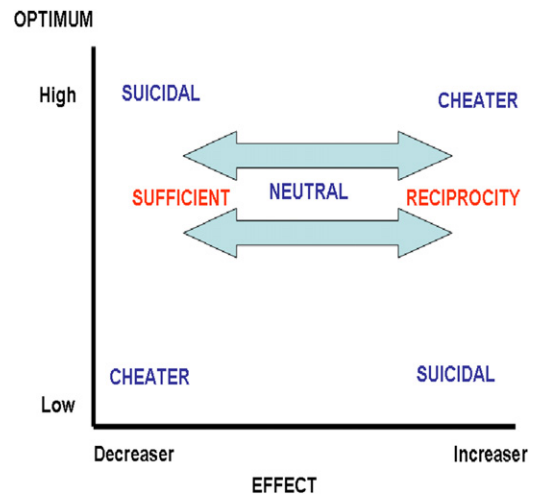 OPTIMUM
High
SUICIDAL
CHEATER
SUFFICIENT
NEUTRAL
RECIPROCITY
CHEATER
SUICIDAL
Low
Decreaser
Increaser
EFFECT